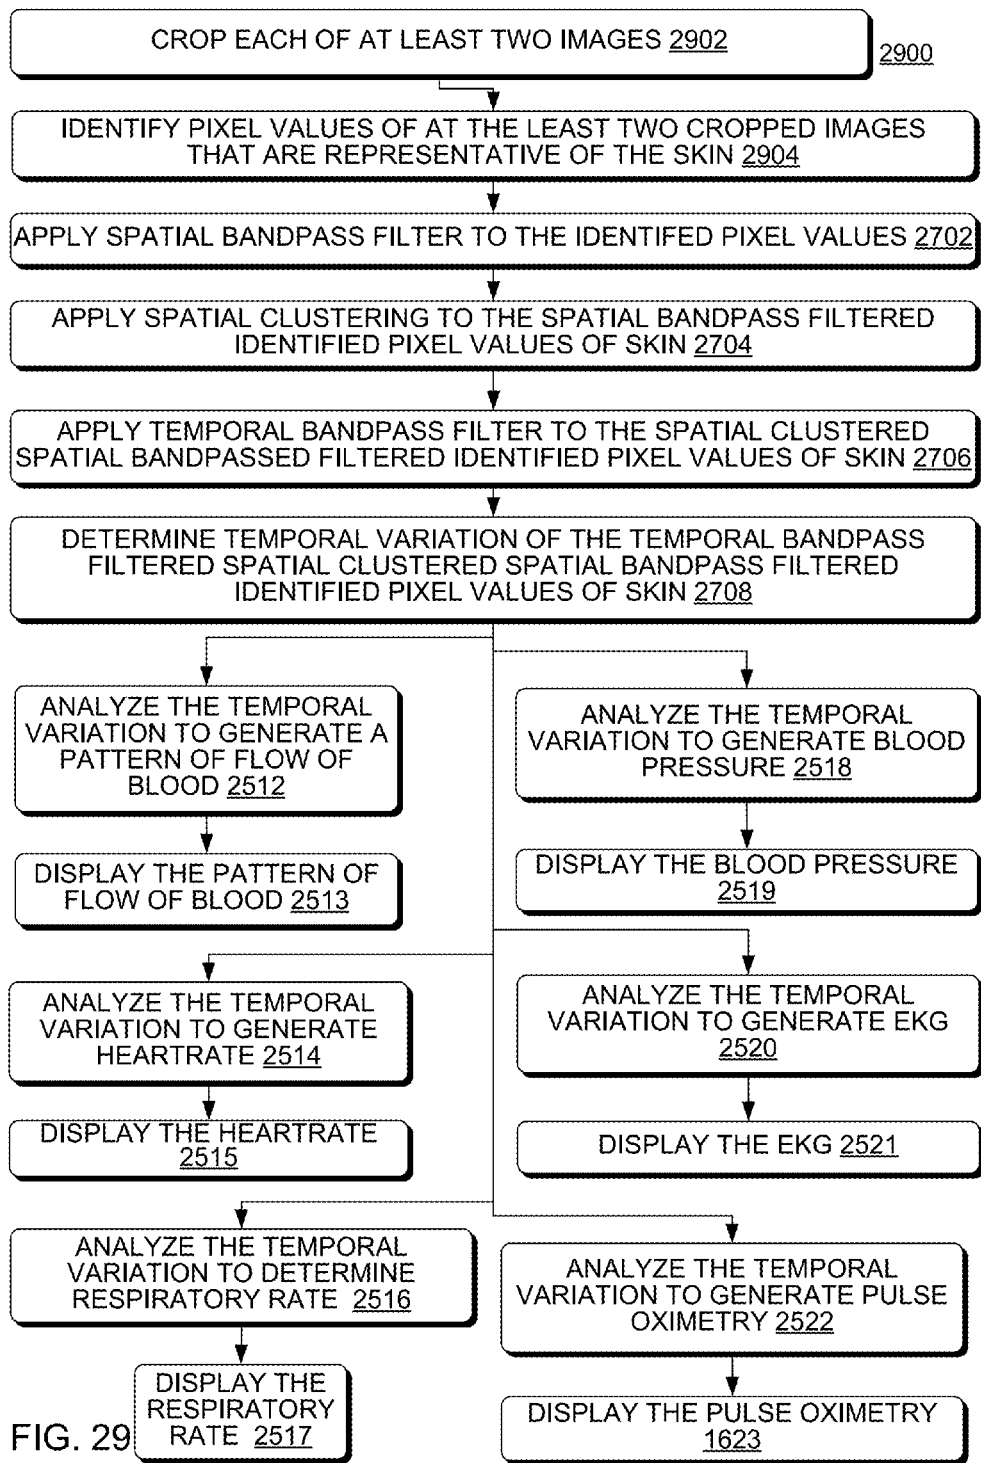 CROP EACH OF AT LEAST TWO IMAGES 2902
2900
IDENTIFY PIXEL VALUES OF AT THE LEAST TWO CROPPED IMAGES
THAT ARE REPRESENTATIVE OF THE SKIN 2904
APPLY SPATIAL BANDPASS FILTER TO THE IDENTIFED PIXEL VALUES 2702
APPLY SPATIAL CLUSTERING TO THE SPATIAL BANDPASS FILTERED
IDENTIFIED PIXEL VALUES OF SKIN 2704
APPLY TEMPORAL BANDPASS FILTER TO THE SPATIAL CLUSTERED
SPATIAL BANDPASSED FILTERED IDENTIFIED PIXEL VALUES OF SKIN 2706
DETERMINE TEMPORAL VARIATION OF THE TEMPORAL BANDPASS
FILTERED SPATIAL CLUSTERED SPATIAL BANDPASS FILTERED
IDENTIFIED PIXEL VALUES OF SKIN 2708
ANALYZE THE TEMPORAL
VARIATION TO GENERATE A
PATTERN OF FLOW OF
BLOOD 2512
ANALYZE THE TEMPORAL
VARIATION TO GENERATE BLOOD
PRESSURE 2518
DISPLAY THE PATTERN OF
FLOW OF BLOOD 2513
DISPLAY THE BLOOD PRESSURE
2519
ANALYZE THE TEMPORAL
VARIATION TO GENERATE
HEARTRATE 2514
ANALYZE THE TEMPORAL
VARIATION TO GENERATE EKG
2520
DISPLAY THE HEARTRATE
2515
DISPLAY THE EKG 2521
ANALYZE THE TEMPORAL
VARIATION TO DETERMINE
RESPIRATORY RATE 2516
ANALYZE THE TEMPORAL
VARIATION TO GENERATE PULSE
OXIMETRY 2522
DISPLAY THE
RESPIRATORY
RATE 2517
DISPLAY THE PULSE OXIMETRY
1623
FIG. 29